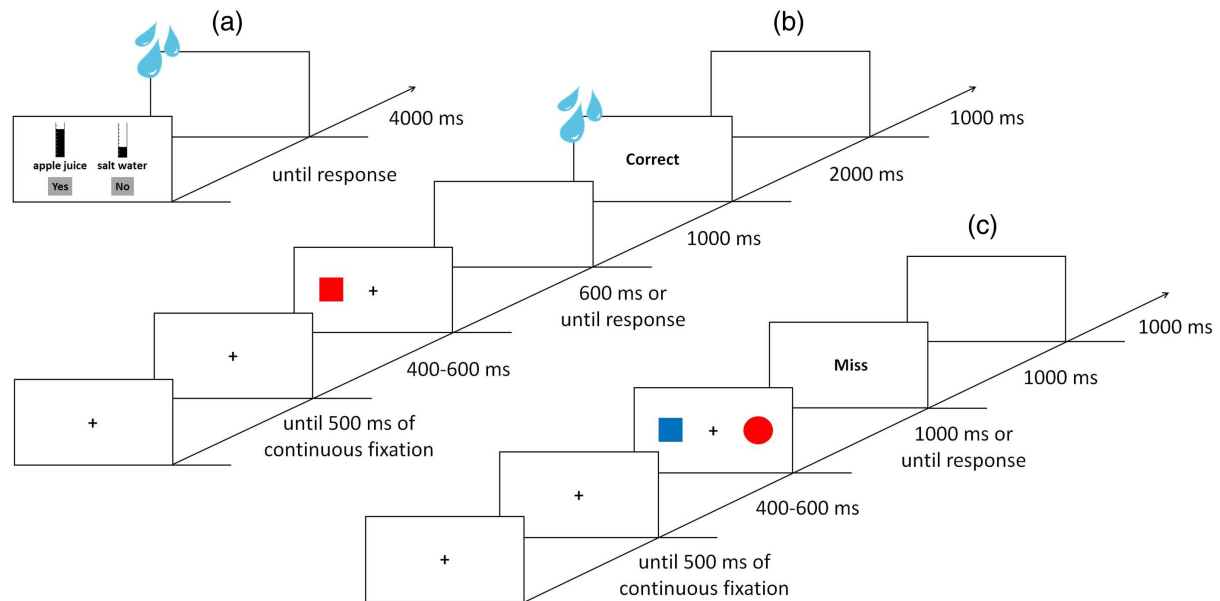 (a)
apple juice salt water
Yes No
4000 ms
until response
(b)
+
+
+
Correct
1000 ms
2000 ms
1000 ms
600 ms or
until response
400-600 ms
until 500 ms of
continuous fixation
(c)
+
+
+
Miss
1000 ms
1000 ms
1000 ms or
until response
400-600 ms
until 500 ms of
continuous fixation